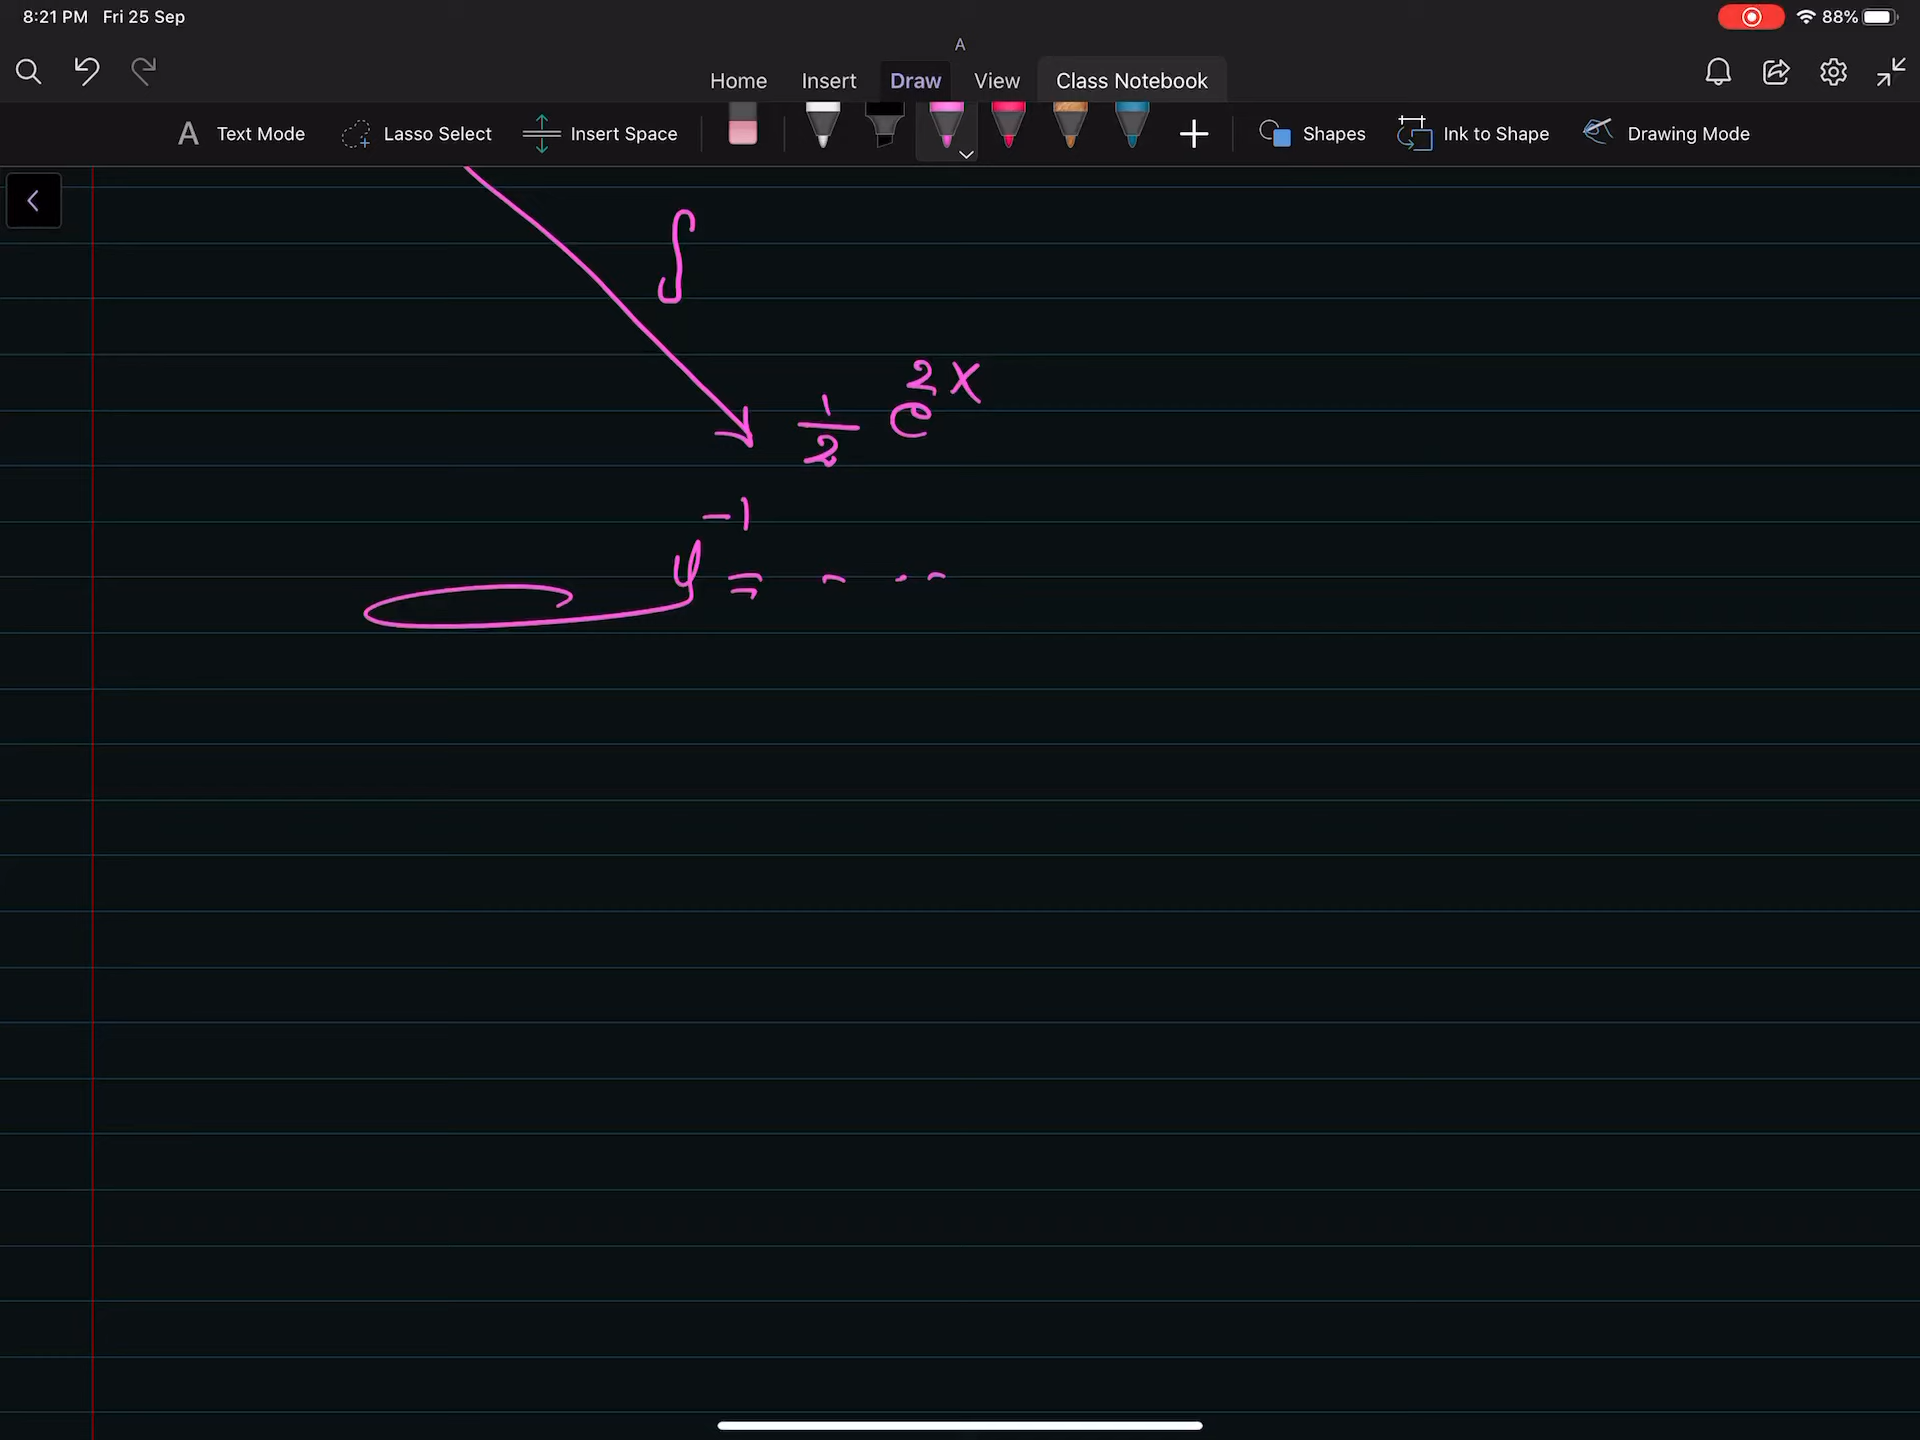 8:21 PM Fri 25 Sep 88%
A
Home Insert Draw View Class Notebook
A Text Mode Lasso Select Insert Space Shapes Ink to Shape Drawing Mode
∫
1/2 e^2x
y^-1 = - . . -